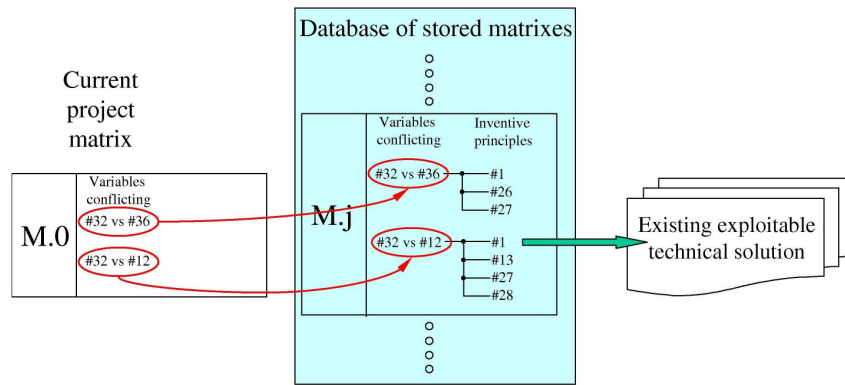 Database of stored matrixes
Current
project
matrix
M.0
Variables
conflicting
#32 vs #36
#32 vs #12
M.j
Variables
conflicting
Inventive
principles
#32 vs #36
#1
#26
#27
#32 vs #12
#1
#13
#27
#28
Existing exploitable
technical solution